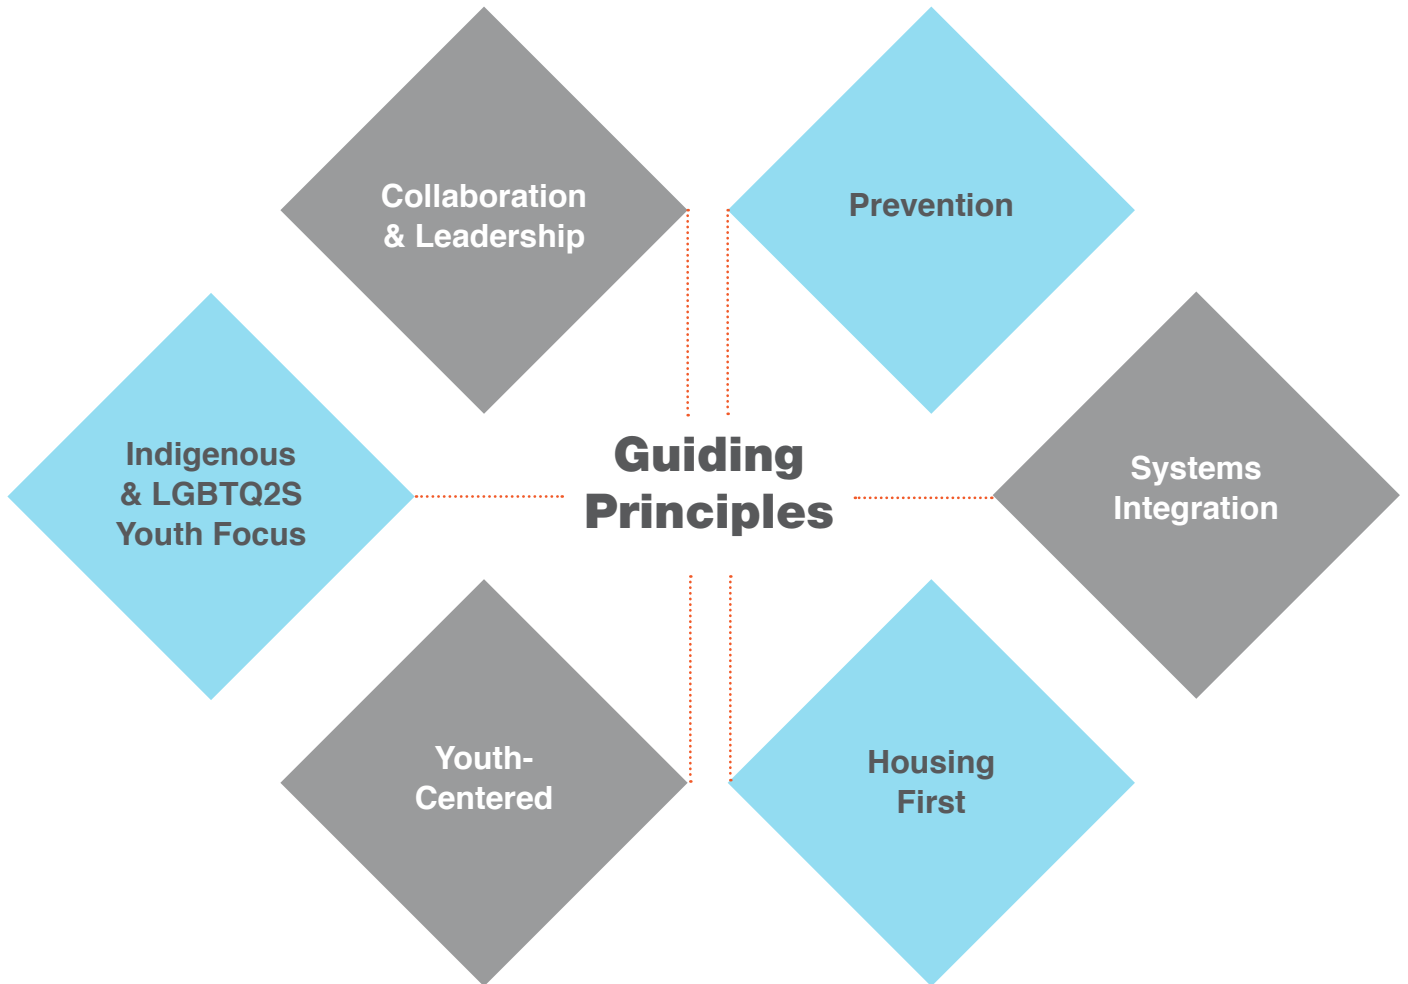 Collaboration
& Leadership
Prevention
Indigenous
& LGBTQ2S
Youth Focus
Guiding
Principles
Systems
Integration
Youth-
Centered
Housing
First